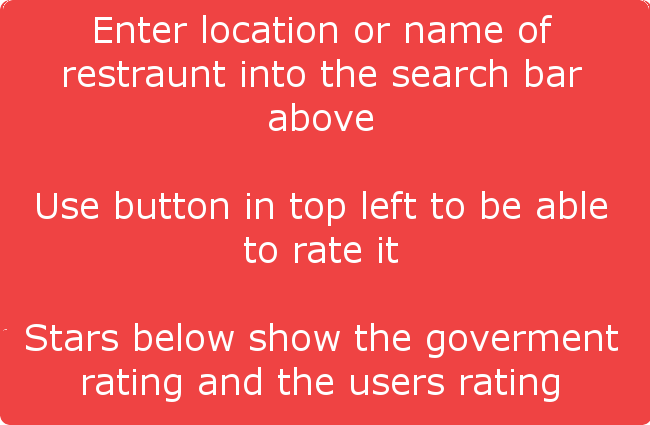 Enter location or name of
restraunt into the search bar
above
Use button in top left to be able
to rate it
Stars below show the goverment
rating and the users rating